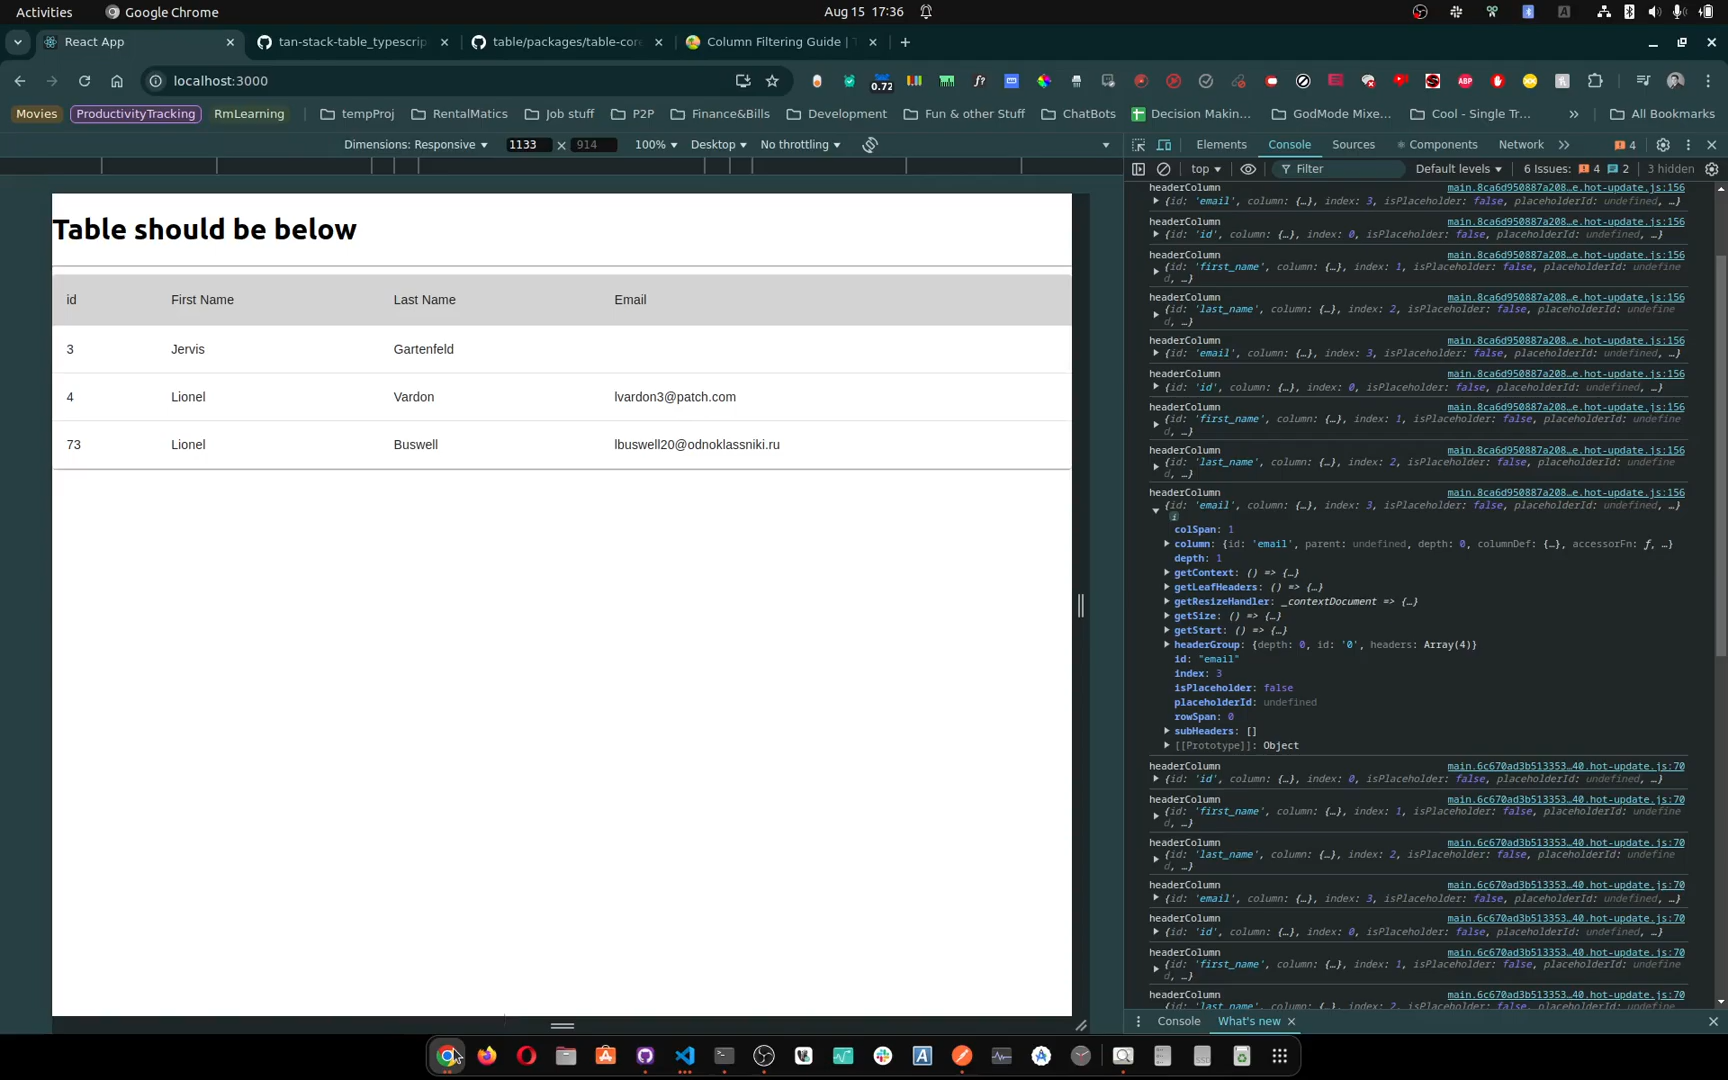 Activities Google Chrome Aug 15 17:36
React App tan-stack-table_typescrip table/packages/table-core Column Filtering Guide |
localhost:3000
0.72
ABP
Movies ProductivityTracking RmLearning tempProj RentalMatics Job stuff P2P Finance&Bills Development Fun & other Stuff ChatBots Decision Making... GodMode Mixe... Cool - Single Tr... All Bookmarks
Dimensions: Responsive 1133 914 100% Desktop No throttling
Elements Console Sources Components Network 4
top Filter Default levels 6 Issues: 4 2 3 hidden
Table should be below
id First Name Last Name Email
3 Jervis Gartenfeld
4 Lionel Vardon lvardon3@patch.com
73 Lionel Buswell lbuswell20@odnoklassniki.ru
headerColumn main.8ca6d950887a208…e.hot-update.js:156
{id: 'email', column: {…}, index: 3, isPlaceholder: false, placeholderId: undefined, …}
headerColumn main.8ca6d950887a208…e.hot-update.js:156
{id: 'id', column: {…}, index: 0, isPlaceholder: false, placeholderId: undefined, …}
headerColumn main.8ca6d950887a208…e.hot-update.js:156
{id: 'first_name', column: {…}, index: 1, isPlaceholder: false, placeholderId: undefine
d, …}
headerColumn main.8ca6d950887a208…e.hot-update.js:156
{id: 'last_name', column: {…}, index: 2, isPlaceholder: false, placeholderId: undefine
d, …}
headerColumn main.8ca6d950887a208…e.hot-update.js:156
{id: 'email', column: {…}, index: 3, isPlaceholder: false, placeholderId: undefined, …}
headerColumn main.8ca6d950887a208…e.hot-update.js:156
{id: 'id', column: {…}, index: 0, isPlaceholder: false, placeholderId: undefined, …}
headerColumn main.8ca6d950887a208…e.hot-update.js:156
{id: 'first_name', column: {…}, index: 1, isPlaceholder: false, placeholderId: undefine
d, …}
headerColumn main.8ca6d950887a208…e.hot-update.js:156
{id: 'last_name', column: {…}, index: 2, isPlaceholder: false, placeholderId: undefine
d, …}
headerColumn main.8ca6d950887a208…e.hot-update.js:156
{id: 'email', column: {…}, index: 3, isPlaceholder: false, placeholderId: undefined, …}
colSpan: 1
column: {id: 'email', parent: undefined, depth: 0, columnDef: {…}, accessorFn: ƒ, …}
depth: 1
getContext: () => {…}
getLeafHeaders: () => {…}
getResizeHandler: _contextDocument => {…}
getSize: () => {…}
getStart: () => {…}
headerGroup: {depth: 0, id: '0', headers: Array(4)}
id: "email"
index: 3
isPlaceholder: false
placeholderId: undefined
rowSpan: 0
subHeaders: []
[[Prototype]]: Object
headerColumn main.6c670ad3b513353…40.hot-update.js:70
{id: 'id', column: {…}, index: 0, isPlaceholder: false, placeholderId: undefined, …}
headerColumn main.6c670ad3b513353…40.hot-update.js:70
{id: 'first_name', column: {…}, index: 1, isPlaceholder: false, placeholderId: undefine
d, …}
headerColumn main.6c670ad3b513353…40.hot-update.js:70
{id: 'last_name', column: {…}, index: 2, isPlaceholder: false, placeholderId: undefine
d, …}
headerColumn main.6c670ad3b513353…40.hot-update.js:70
{id: 'email', column: {…}, index: 3, isPlaceholder: false, placeholderId: undefined, …}
headerColumn main.6c670ad3b513353…40.hot-update.js:70
{id: 'id', column: {…}, index: 0, isPlaceholder: false, placeholderId: undefined, …}
headerColumn main.6c670ad3b513353…40.hot-update.js:70
{id: 'first_name', column: {…}, index: 1, isPlaceholder: false, placeholderId: undefine
d, …}
headerColumn main.6c670ad3b513353…40.hot-update.js:70
{id: 'last_name', column: {…}, index: 2, isPlaceholder: false, placeholderId: undefine
Console What's new